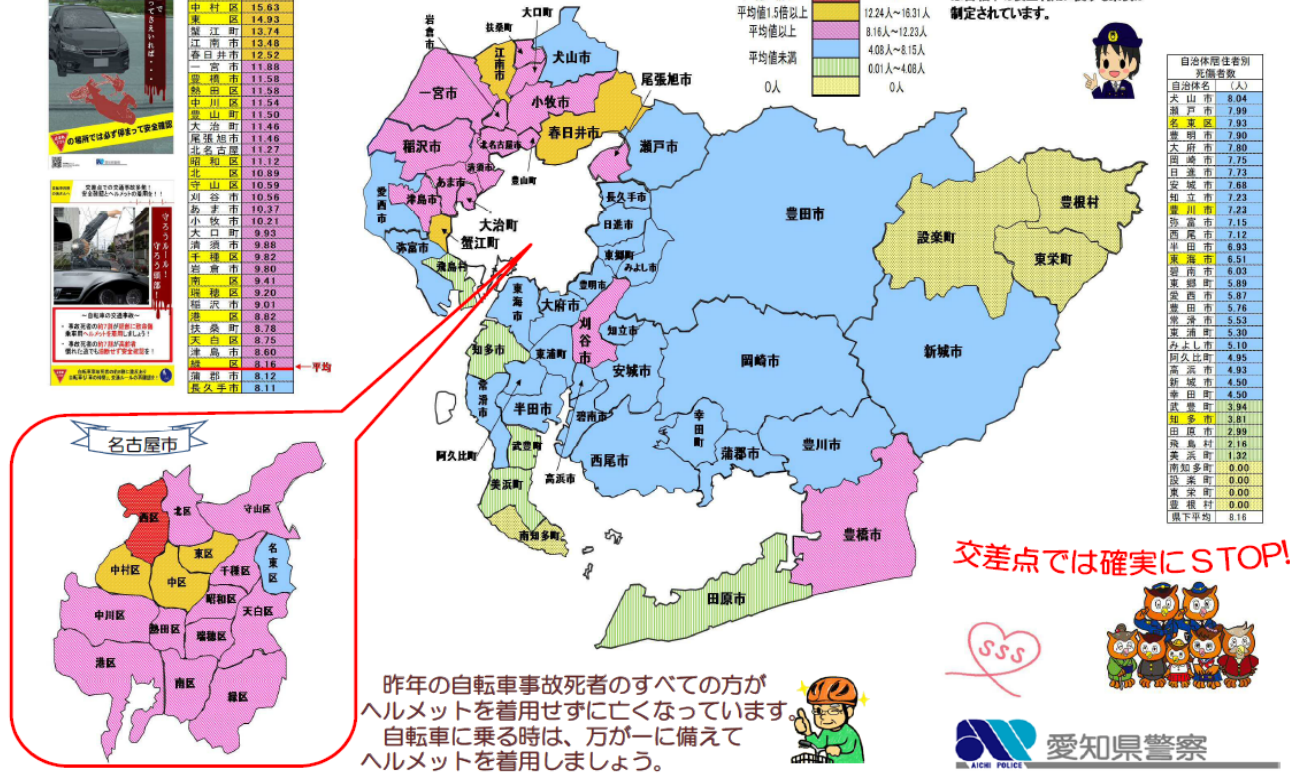 ってきえいれば・・・
の場所では必ず停まって安全確認
交差点での交通事故多発!
安全確認とヘルメットの着用を!!
守ろうルール!
守ろう頭部!
~自転車の交通事故~
中村区 15.63
東区 14.93
蟹江町 13.74
江南市 13.48
春日井市 12.52
一宮市 11.88
豊橋市 11.58
熱田区 11.58
中川区 11.54
豊山町 11.50
大治町 11.46
尾張旭市 11.46
北名古屋 11.27
昭和区 11.12
北区 10.89
守山区 10.59
刈谷市 10.56
あま市 10.37
小牧市 10.21
大口町 9.93
清須市 9.88
千種区 9.82
岩倉市 9.80
南区 9.41
瑞穂区 9.20
稲沢市 9.01
港区 8.82
扶桑町 8.78
天白区 8.75
津島市 8.60
緑区 8.16
←平均
蒲郡市 8.12
長久手市 8.11
平均値1.5倍以上 12.24人~16.31人
平均値以上 8.16人~12.23人
平均値未満 4.08人~8.15人
0.01人~4.08人
0人 0人
制定されています。
大口町
扶桑町
岩倉市
江南市
犬山市
尾張旭市
一宮市
小牧市
春日井市
稲沢市
北名古屋市
瀬戸市
清須市
豊山町
愛西市
あま市
津島市
大治町
長久手市
日進市
豊田市
豊根村
設楽町
東栄町
弥富市
蟹江町
飛島村
東郷町
みよし市
豊明市
東海市
大府市
刈谷市
知立市
知多市
東浦町
安城市
岡崎市
新城市
常滑市
半田市
碧南市
幸田町
豊川市
蒲郡市
阿久比町
武豊町
高浜市
西尾市
美浜町
南知多町
豊橋市
田原市
自治体居住者別
死傷者数
自治体名 (人)
犬山市 8.04
瀬戸市 7.99
名東区 7.93
豊明市 7.90
大府市 7.80
岡崎市 7.75
日進市 7.73
安城市 7.68
知立市 7.23
豊川市 7.23
弥富市 7.15
西尾市 7.12
半田市 6.93
東海市 6.51
碧南市 6.03
東郷町 5.89
愛西市 5.87
豊田市 5.76
常滑市 5.53
東浦町 5.30
みよし市 5.10
阿久比町 4.95
高浜市 4.93
新城市 4.50
幸田町 4.50
武豊町 3.94
知多市 3.81
田原市 2.99
飛島村 2.16
美浜町 1.32
南知多町 0.00
設楽町 0.00
東栄町 0.00
豊根村 0.00
県下平均 8.16
名古屋市
西区
北区
守山区
中村区
東区
名東区
中区
千種区
昭和区
中川区
天白区
熱田区
瑞穂区
港区
南区
緑区
交差点では確実にSTOP!
SSS
昨年の自転車事故死者のすべての方が
ヘルメットを着用せずに亡くなっています。
自転車に乗る時は、万が一に備えて
ヘルメットを着用しましょう。
AICHI POLICE
愛知県警察